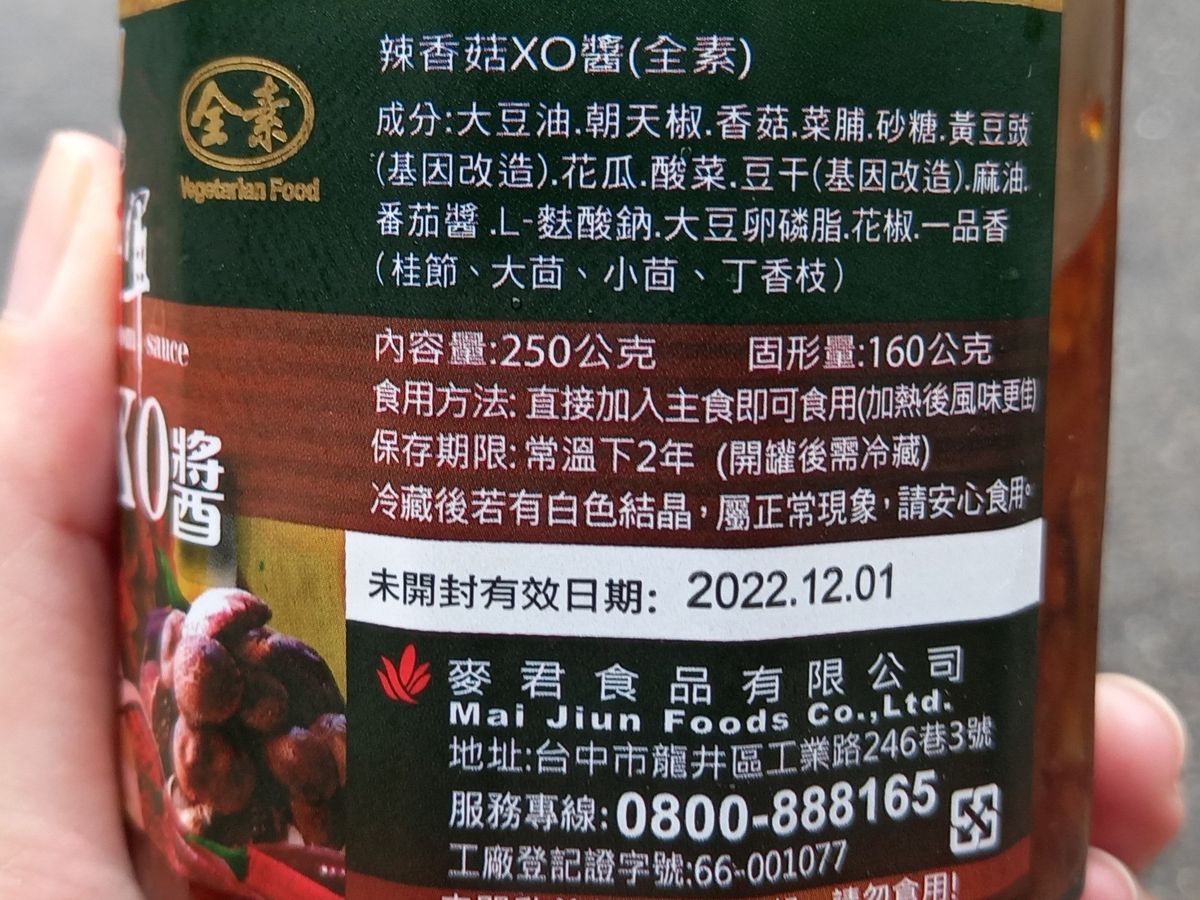 辣香菇XO醬(全素)
全素
Vegetarian Food
成分:大豆油.朝天椒.香菇.菜脯.砂糖.黃豆豉
(基因改造).花瓜.酸菜.豆干(基因改造).麻油.
番茄醬.L-麩酸鈉.大豆卵磷脂.花椒.一品香
(桂節、大茴、小茴、丁香枝)
sauce
XO醬
內容量:250公克 固形量:160公克
食用方法:直接加入主食即可食用(加熱後風味更佳)
保存期限:常溫下2年 (開罐後需冷藏)
冷藏後若有白色結晶，屬正常現象，請安心食用。
未開封有效日期: 2022.12.01
麥君食品有限公司
Mai Jiun Foods Co.,Ltd.
地址:台中市龍井區工業路246巷3號
服務專線:0800-888165
工廠登記證字號:66-001077
請勿食用!